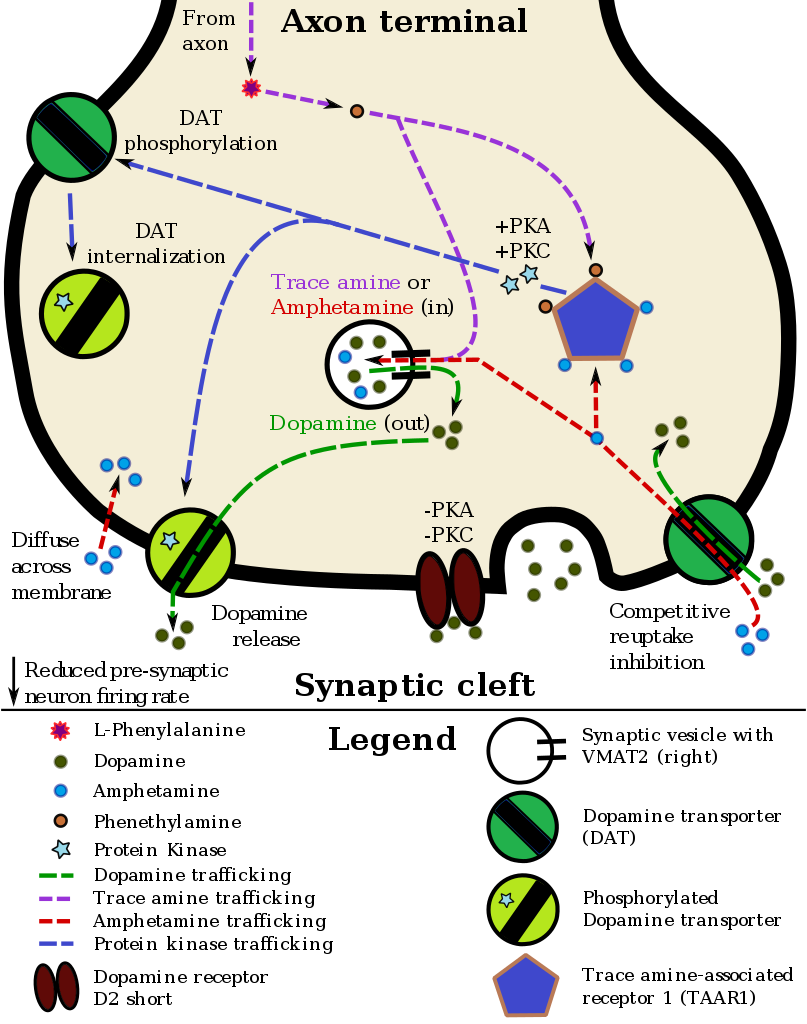 From
axon
Axon terminal
DAT
phosphorylation
DAT
internalization
+PKA
+PKC
Trace amine or
Amphetamine (in)
Dopamine (out)
-PKA
-PKC
Diffuse
across
membrane
Dopamine
release
Competitive
reuptake
inhibition
Reduced pre-synaptic
neuron firing rate
Synaptic cleft
Legend
L-Phenylalanine
Dopamine
Amphetamine
Phenethylamine
Protein Kinase
Dopamine trafficking
Trace amine trafficking
Amphetamine trafficking
Protein kinase trafficking
Dopamine receptor
D2 short
Synaptic vesicle with
VMAT2 (right)
Dopamine transporter
(DAT)
Phosphorylated
Dopamine transporter
Trace amine-associated
receptor 1 (TAAR1)